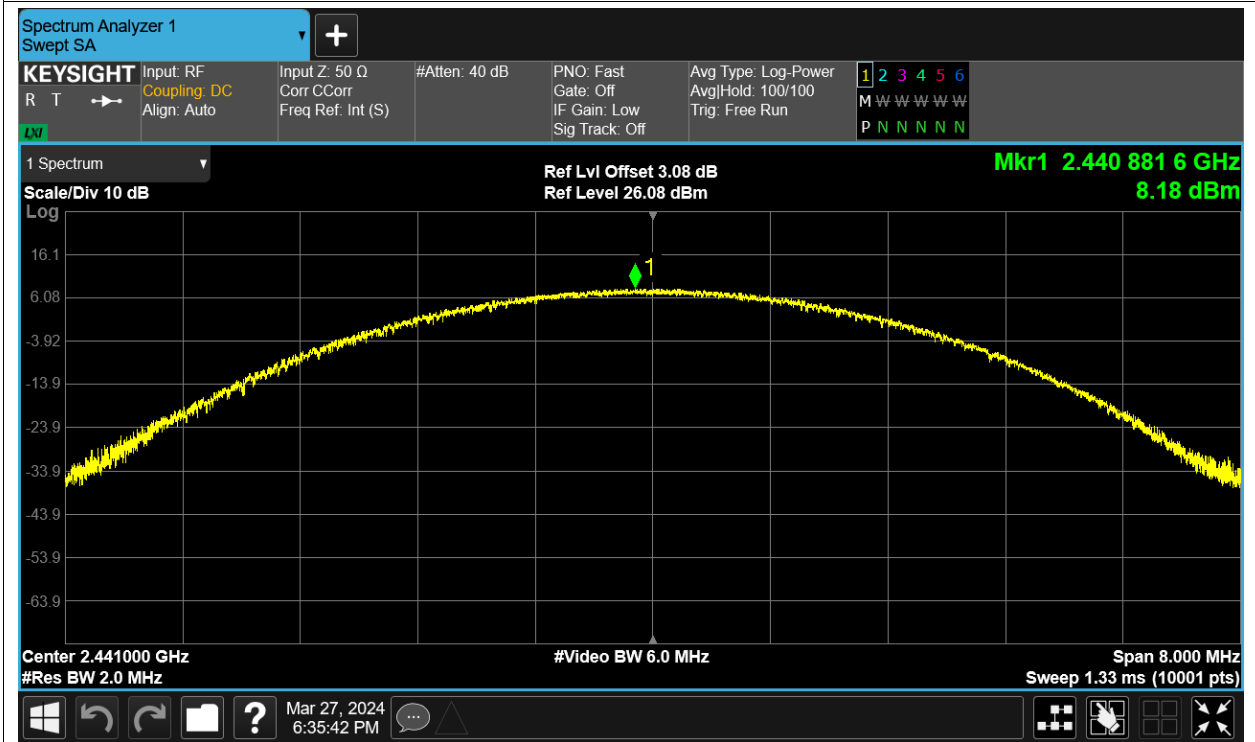 Spectrum Analyzer 1
Swept SA
+
KEYSIGHT Input: RF Input Z: 50 Ω #Atten: 40 dB PNO: Fast Avg Type: Log-Power 1 2 3 4 5 6
R T Coupling: DC Corr CCorr Gate: Off Avg|Hold: 100/100
Align: Auto Freq Ref: Int (S) IF Gain: Low Trig: Free Run M W W W W W
LXI Sig Track: Off P N N N N N
1 Spectrum Ref Lvl Offset 3.08 dB Mkr1 2.440 881 6 GHz
Scale/Div 10 dB Ref Level 26.08 dBm 8.18 dBm
Log
16.1
1
6.08
-3.92
-13.9
-23.9
-33.9
-43.9
-53.9
-63.9
Center 2.441000 GHz #Video BW 6.0 MHz Span 8.000 MHz
#Res BW 2.0 MHz Sweep 1.33 ms (10001 pts)
? Mar 27, 2024
6:35:42 PM